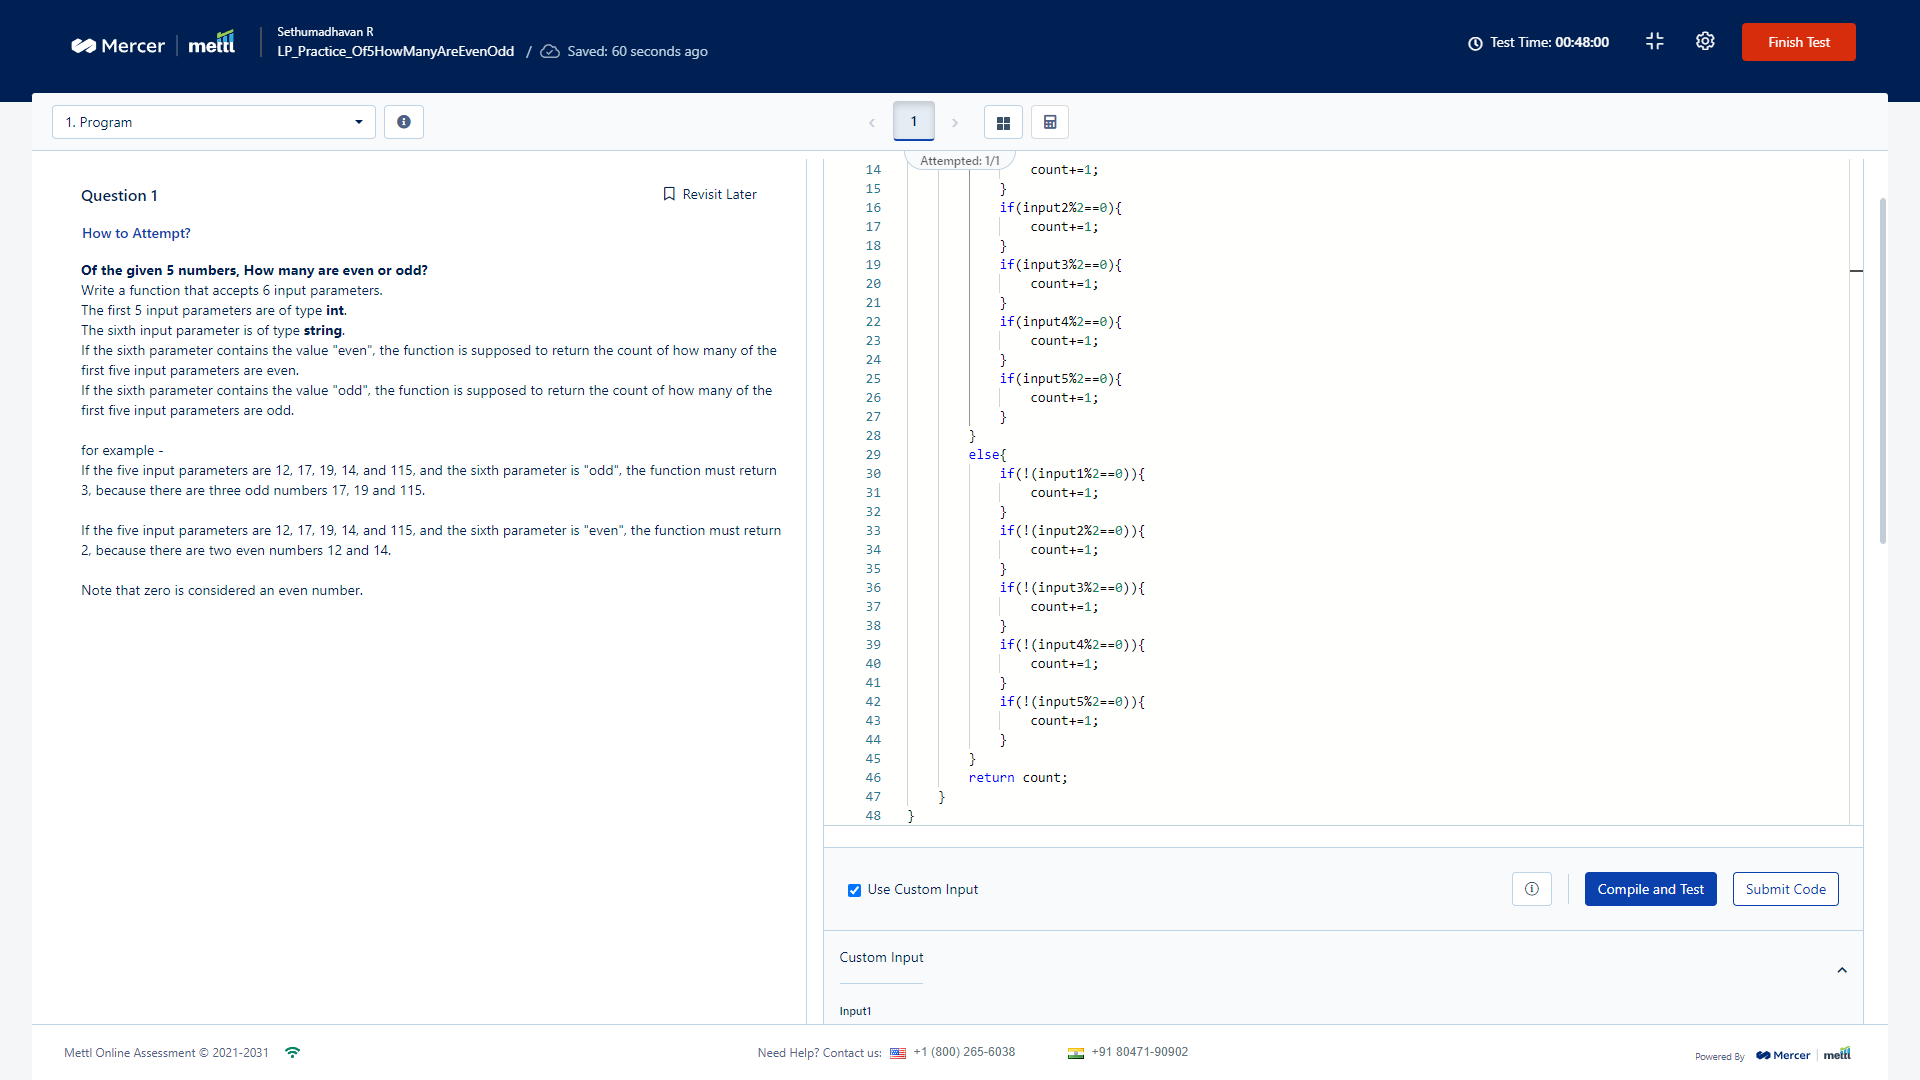 Mercer mettl
Sethumadhavan R
LP_Practice_Of5HowManyAreEvenOdd / Saved: 60 seconds ago
Test Time: 00:48:00
Finish Test
1. Program
1
Attempted: 1/1
Question 1
Revisit Later
How to Attempt?
Of the given 5 numbers, How many are even or odd?
Write a function that accepts 6 input parameters.
The first 5 input parameters are of type int.
The sixth input parameter is of type string.
If the sixth parameter contains the value "even", the function is supposed to return the count of how many of the
first five input parameters are even.
If the sixth parameter contains the value "odd", the function is supposed to return the count of how many of the
first five input parameters are odd.
for example -
If the five input parameters are 12, 17, 19, 14, and 115, and the sixth parameter is "odd", the function must return
3, because there are three odd numbers 17, 19 and 115.
If the five input parameters are 12, 17, 19, 14, and 115, and the sixth parameter is "even", the function must return
2, because there are two even numbers 12 and 14.
Note that zero is considered an even number.
14 count+=1;
15 }
16 if(input2%2==0){
17 count+=1;
18 }
19 if(input3%2==0){
20 count+=1;
21 }
22 if(input4%2==0){
23 count+=1;
24 }
25 if(input5%2==0){
26 count+=1;
27 }
28 }
29 else{
30 if(!(input1%2==0)){
31 count+=1;
32 }
33 if(!(input2%2==0)){
34 count+=1;
35 }
36 if(!(input3%2==0)){
37 count+=1;
38 }
39 if(!(input4%2==0)){
40 count+=1;
41 }
42 if(!(input5%2==0)){
43 count+=1;
44 }
45 }
46 return count;
47 }
48 }
Use Custom Input
Compile and Test
Submit Code
Custom Input
Input1
Mettl Online Assessment © 2021-2031
Need Help? Contact us: +1 (800) 265-6038 +91 80471-90902
Powered By Mercer mettl